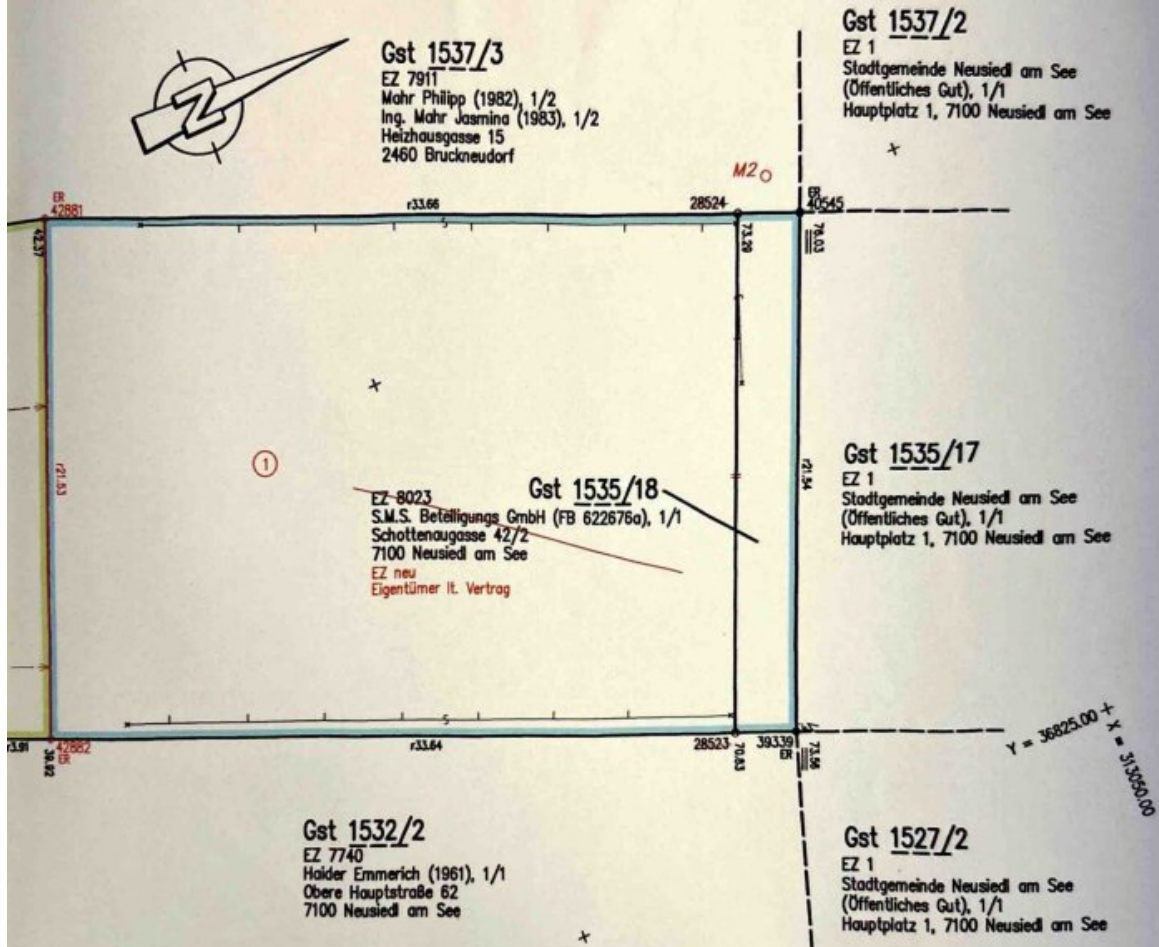 Gst 1537/3
EZ 7911
Mahr Philipp (1982), 1/2
Ing. Mahr Jasmina (1983), 1/2
Heizhausgasse 15
2460 Bruckneudorf
Gst 1537/2
EZ 1
Stadtgemeinde Neusiedl am See
(Öffentliches Gut), 1/1
Hauptplatz 1, 7100 Neusiedl am See
Z
M2
ER
42881
r33.66
28524
ER
40545
42.37
73.29
76.03
5
1
r21.53
r21.54
Gst 1535/18
EZ 8023
S.M.S. Beteiligungs GmbH (FB 622676a), 1/1
Schottenaugasse 42/2
7100 Neusiedl am See
EZ neu
Eigentümer lt. Vertrag
Gst 1535/17
EZ 1
Stadtgemeinde Neusiedl am See
(Öffentliches Gut), 1/1
Hauptplatz 1, 7100 Neusiedl am See
5
r3.91
42882
ER
39.92
r33.64
28523
70.83
39339
ER
73.56
Y = 36825.00
X = 313050.00
Gst 1532/2
EZ 7740
Haider Emmerich (1961), 1/1
Obere Hauptstraße 62
7100 Neusiedl am See
Gst 1527/2
EZ 1
Stadtgemeinde Neusiedl am See
(Öffentliches Gut), 1/1
Hauptplatz 1, 7100 Neusiedl am See